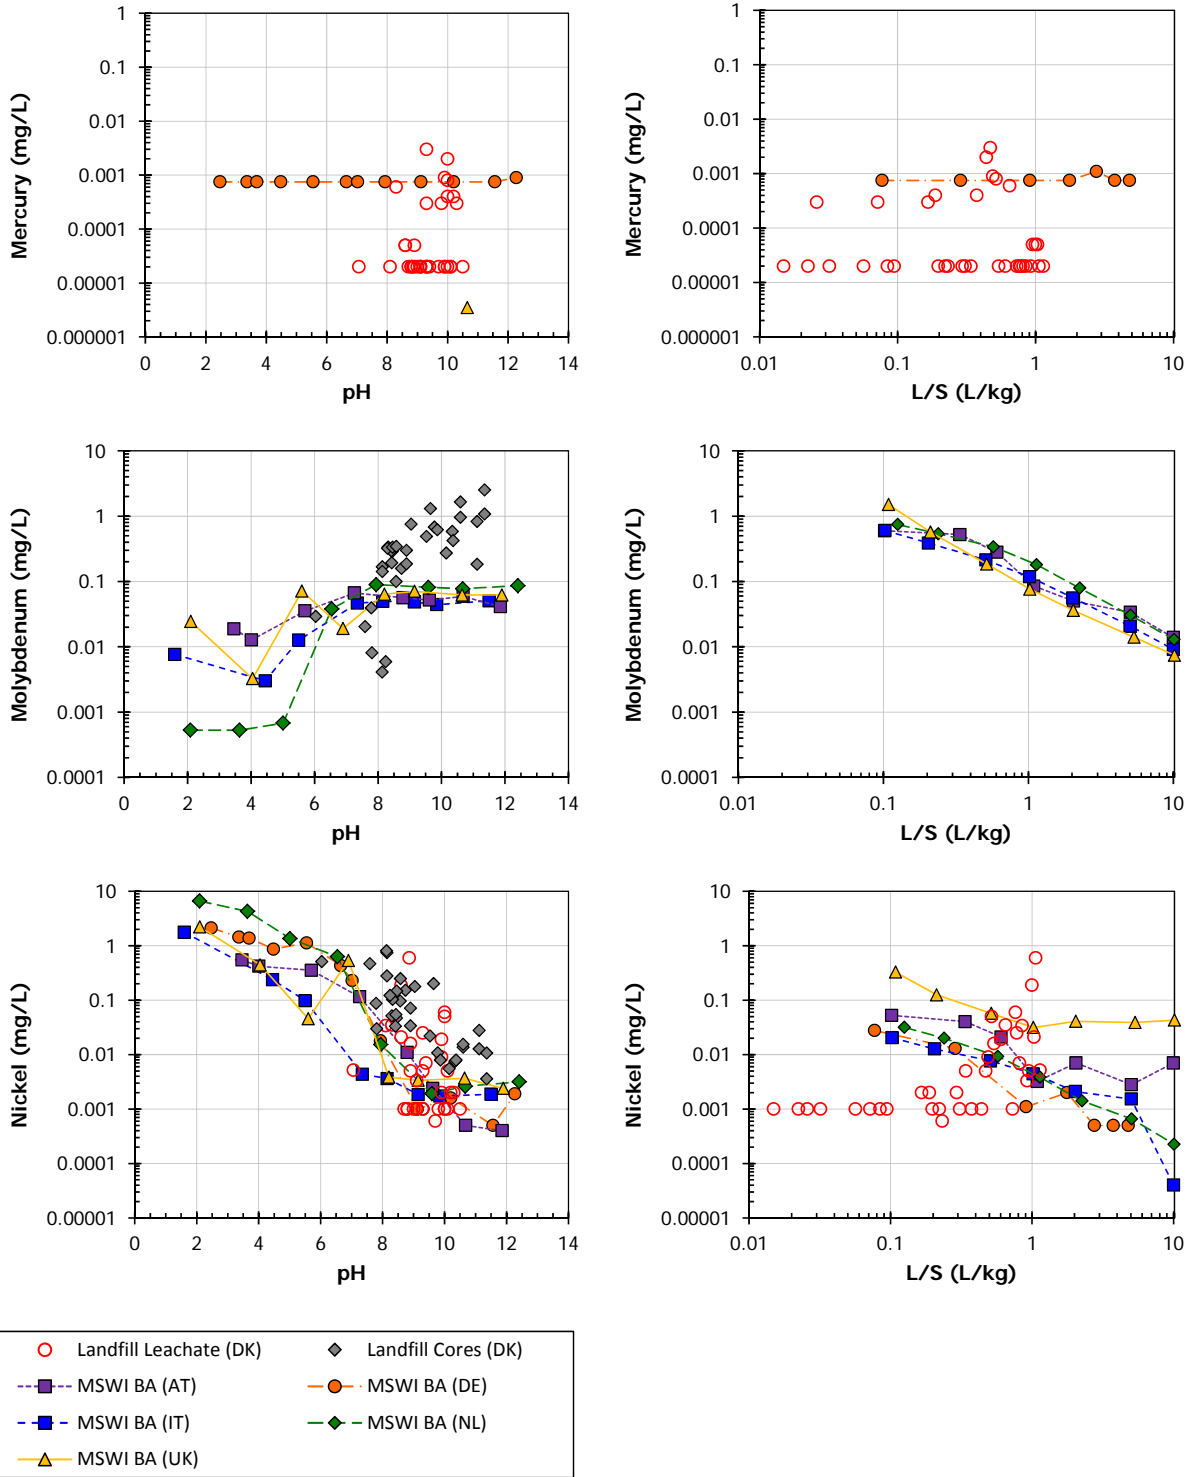 1
0.1
0.01
0.001
0.0001
0.00001
0.000001
Mercury (mg/L)
0 2 4 6 8 10 12 14
pH
1
0.1
0.01
0.001
0.0001
0.00001
0.000001
Mercury (mg/L)
0.01 0.1 1 10
L/S (L/kg)
10
1
0.1
0.01
0.001
0.0001
Molybdenum (mg/L)
0 2 4 6 8 10 12 14
pH
10
1
0.1
0.01
0.001
0.0001
Molybdenum (mg/L)
0.01 0.1 1 10
L/S (L/kg)
10
1
0.1
0.01
0.001
0.0001
0.00001
Nickel (mg/L)
0 2 4 6 8 10 12 14
pH
10
1
0.1
0.01
0.001
0.0001
0.00001
Nickel (mg/L)
0.01 0.1 1 10
L/S (L/kg)
Landfill Leachate (DK) Landfill Cores (DK)
MSWI BA (AT) MSWI BA (DE)
MSWI BA (IT) MSWI BA (NL)
MSWI BA (UK)